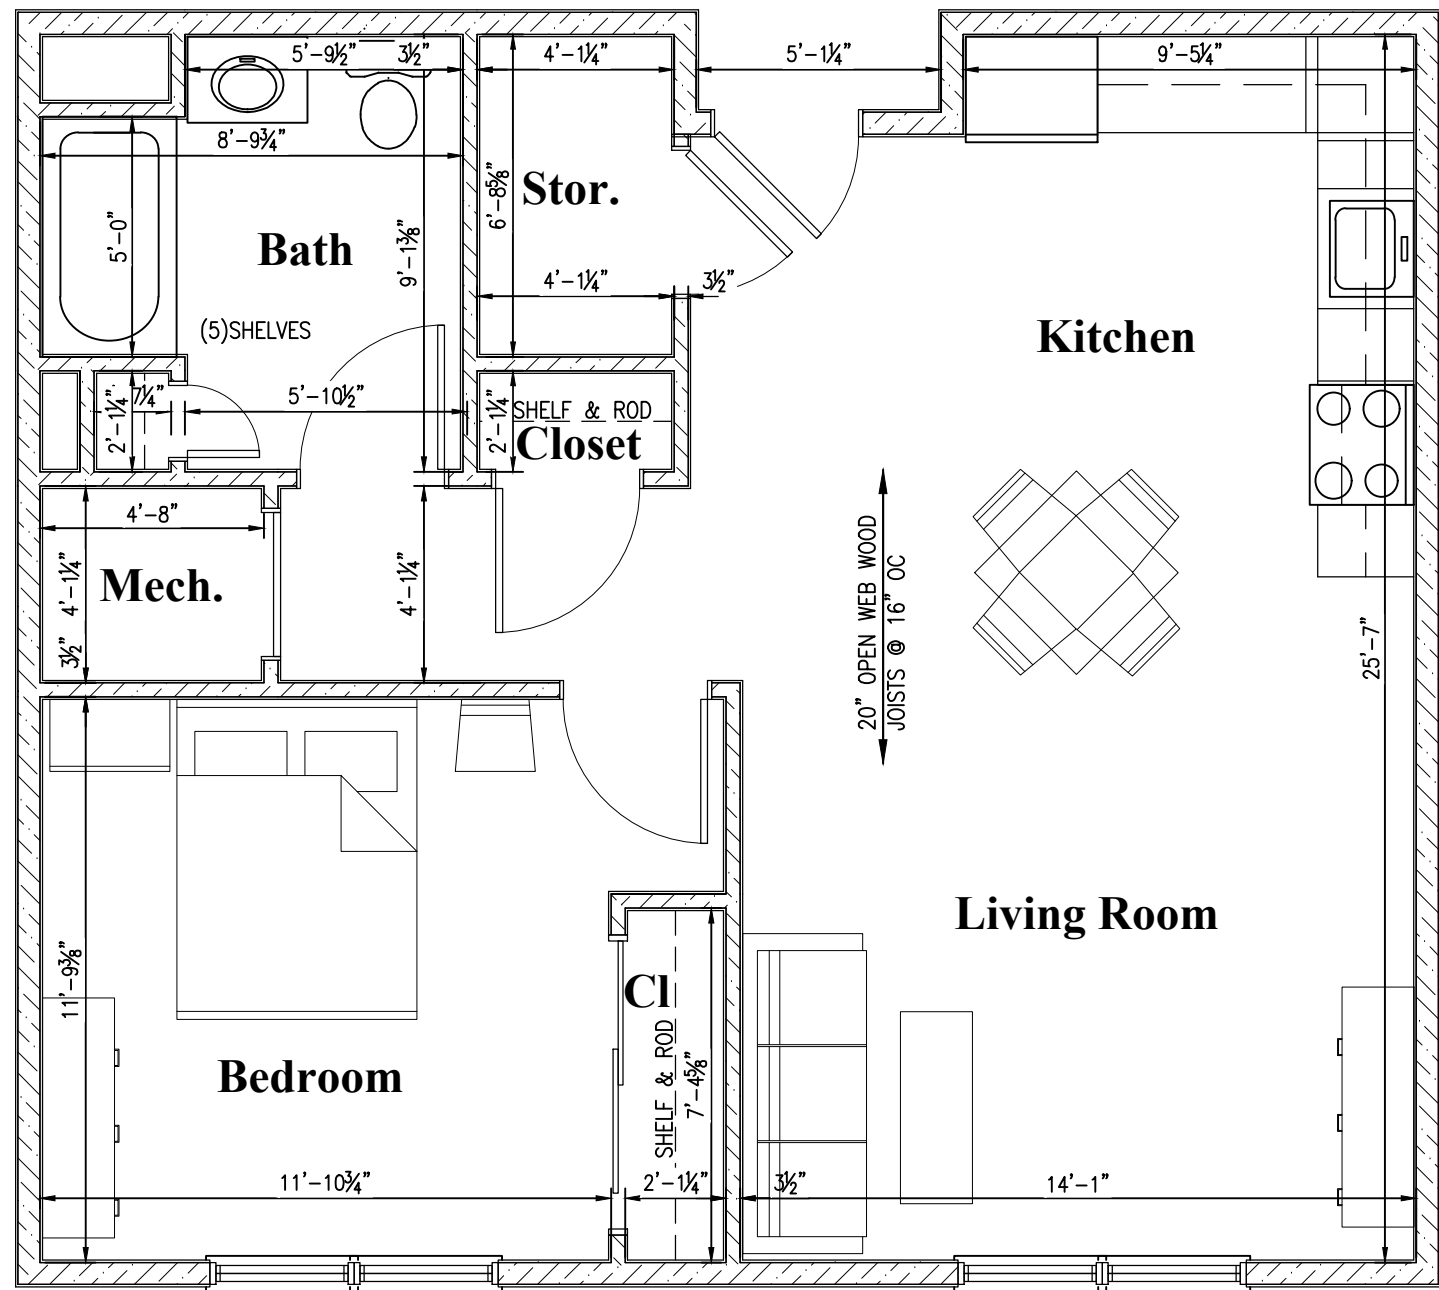 5'-9½" 3½" 4'-1¼" 5'-1¼" 9'-5¼"
8'-9¾"
6'-8⅝"
Stor.
5'-0"
Bath
9'-1⅜"
4'-1¼" 3½"
(5)SHELVES
Kitchen
2'-1¼"
7¼"
5'-10½"
2'-1¼"
SHELF & ROD
Closet
4'-8"
4'-1¼"
3½"
Mech.
4'-1¼"
20" OPEN WEB WOOD
JOISTS @ 16" OC
25'-7"
11'-9⅜"
Living Room
Cl
SHELF & ROD
7'-4⅝"
Bedroom
11'-10¾" 2'-1¼" 3½" 14'-1"